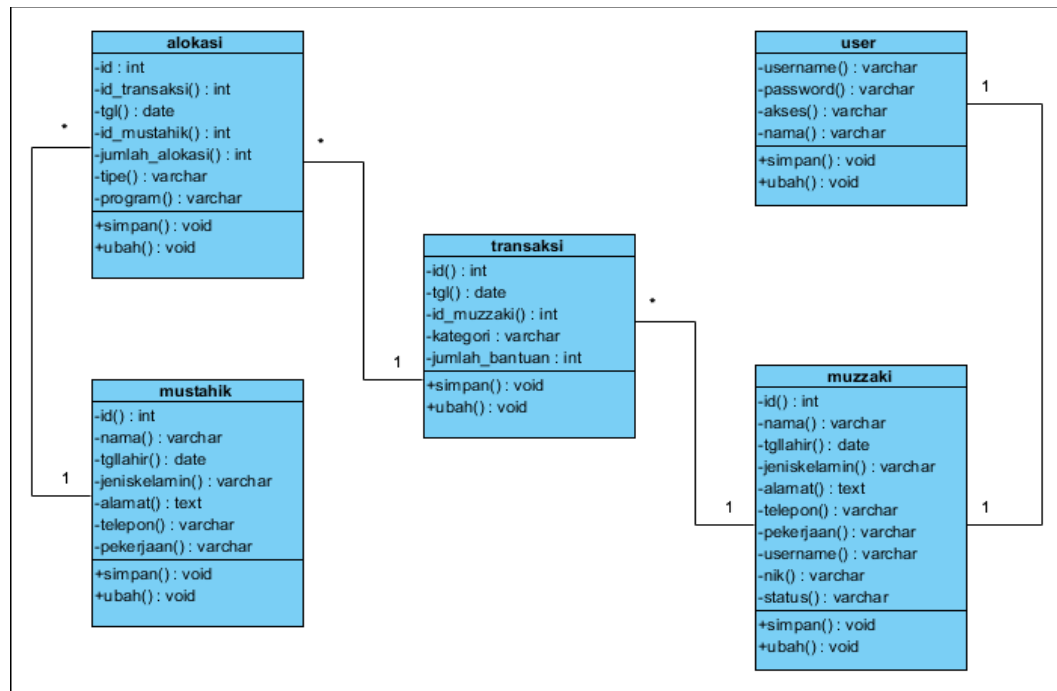 alokasi
-id : int
-id_transaksi() : int
-tgl() : date
-id_mustahik() : int
-jumlah_alokasi() : int
-tipe() : varchar
-program() : varchar
+simpan() : void
+ubah() : void
*
*
user
-username() : varchar
-password() : varchar
-akses() : varchar
-nama() : varchar
+simpan() : void
+ubah() : void
1
transaksi
-id() : int
-tgl() : date
-id_muzzaki() : int
-kategori : varchar
-jumlah_bantuan : int
+simpan() : void
+ubah() : void
*
1
mustahik
-id() : int
-nama() : varchar
-tgllahir() : date
-jeniskelamin() : varchar
-alamat() : text
-telepon() : varchar
-pekerjaan() : varchar
+simpan() : void
+ubah() : void
1
muzzaki
-id() : int
-nama() : varchar
-tgllahir() : date
-jeniskelamin() : varchar
-alamat() : text
-telepon() : varchar
-pekerjaan() : varchar
-username() : varchar
-nik() : varchar
-status() : varchar
+simpan() : void
+ubah() : void
1
1